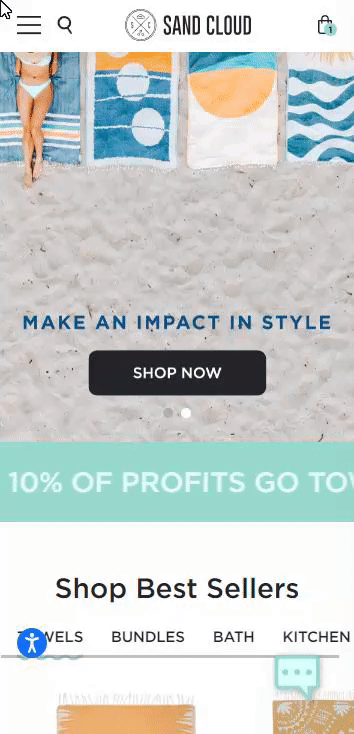 SAND CLOUD
1
MAKE AN IMPACT IN STYLE
SHOP NOW
10% OF PROFITS GO TOW
Shop Best Sellers
TOWELS BUNDLES BATH KITCHEN